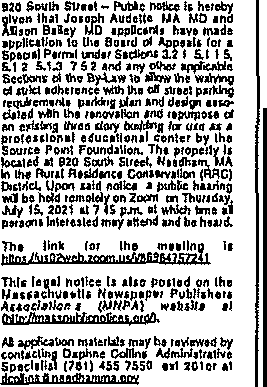 920 South Street – Public notice is hereby
given that Joseph Audette MA MD and
Allison Bailey MD applicants have made
application to the Board of Appeals for a
Special Permit under Sections 3.2 1 5.1 1 5,
5.1 2 5.1.3 7 5 2 and any other applicable
Sections of the By-Law to allow the waiving
of strict adherence with the off street parking
requirements parking plan and design asso-
ciated with the renovation and repurpose of
an existing three story building for use as a
professional educational center by the
Source Point Foundation. The property is
located at 920 South Street, Needham, MA
in the Rural Residence Conservation (RRC)
District. Upon said notice a public hearing
will be held remotely on Zoom on Thursday,
July 15, 2021 at 7 45 p.m. at which time all
persons interested may attend and be heard.
The link for the meeting is
https://us02web.zoom.us/j/86964757241
This legal notice is also posted on the
Massachusetts Newspaper Publishers
Association s (MNPA) website at
(http://masspublicnotices.org/).
All application materials may be reviewed by
contacting Daphne Collins Administrative
Specialist (781) 455 7550 ext 261 or at
dcollins@needhamma.gov